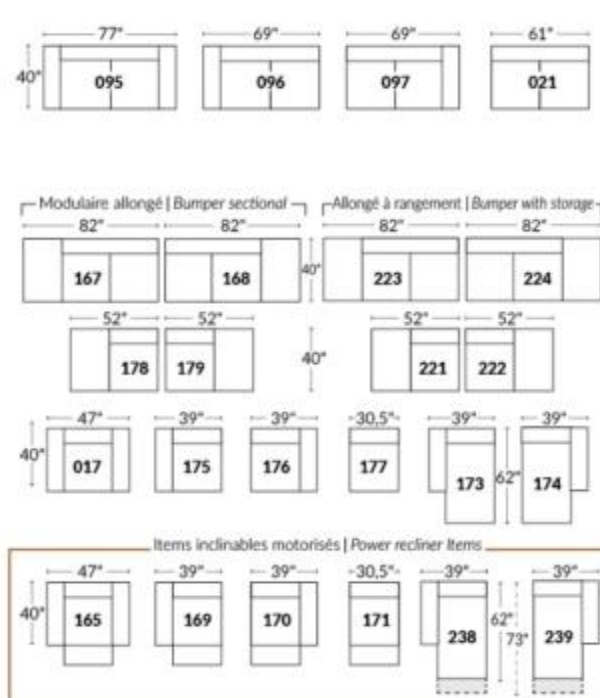 77" 69" 69" 61"
40" 095 096 097 021
Modulaire allongé | Bumper sectional Allongé à rangement | Bumper with storage
82" 82" 82" 82"
167 168 40" 223 224
52" 52" 52" 52"
178 179 40" 221 222
47" 39" 39" 30,5" 39" 39"
40" 017 175 176 177 173 62" 174
Items inclinables motorisés | Power recliner Items
47" 39" 39" 30,5" 39" 39"
40" 165 169 170 171 238 62" 73" 239